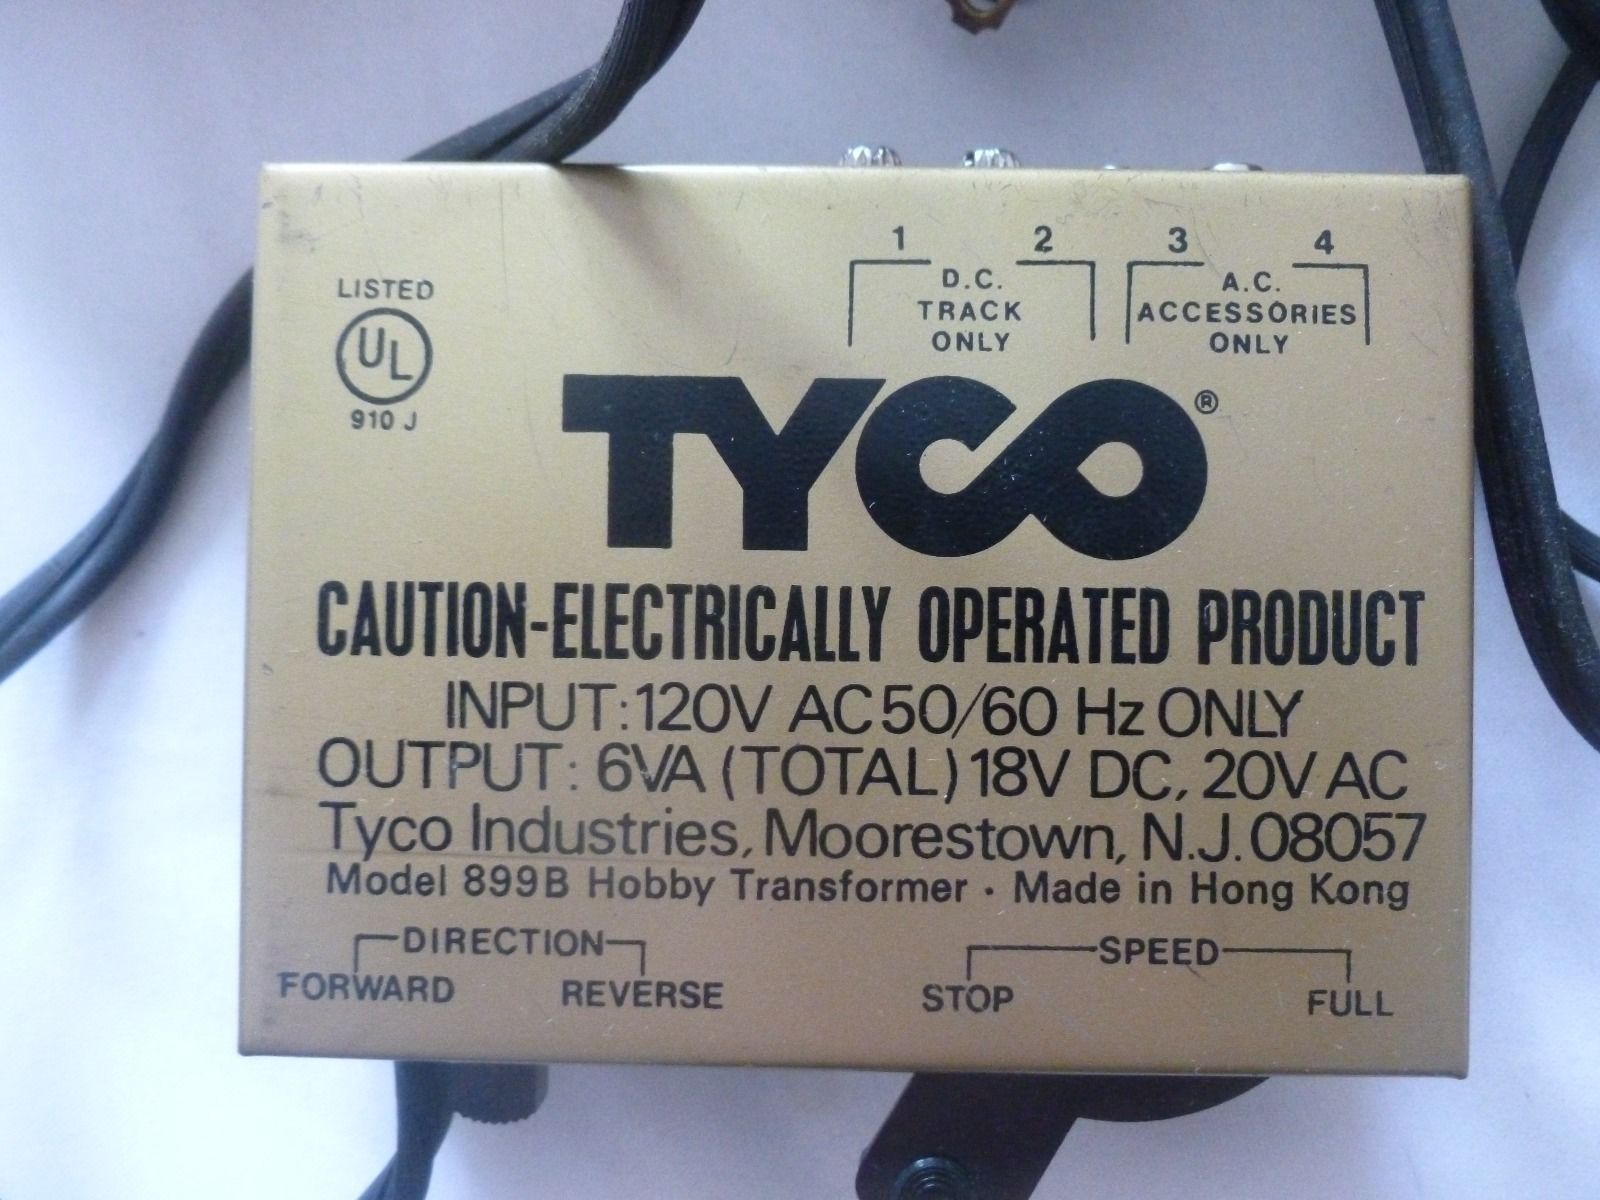 1 2 3 4
D.C.
TRACK
ONLY
A.C.
ACCESSORIES
ONLY
LISTED
UL
910 J
TYCO®
CAUTION-ELECTRICALLY OPERATED PRODUCT
INPUT: 120V AC 50/60 Hz ONLY
OUTPUT: 6VA (TOTAL) 18V DC, 20V AC
Tyco Industries, Moorestown, N.J. 08057
Model 899B Hobby Transformer · Made in Hong Kong
DIRECTION
FORWARD REVERSE
SPEED
STOP FULL